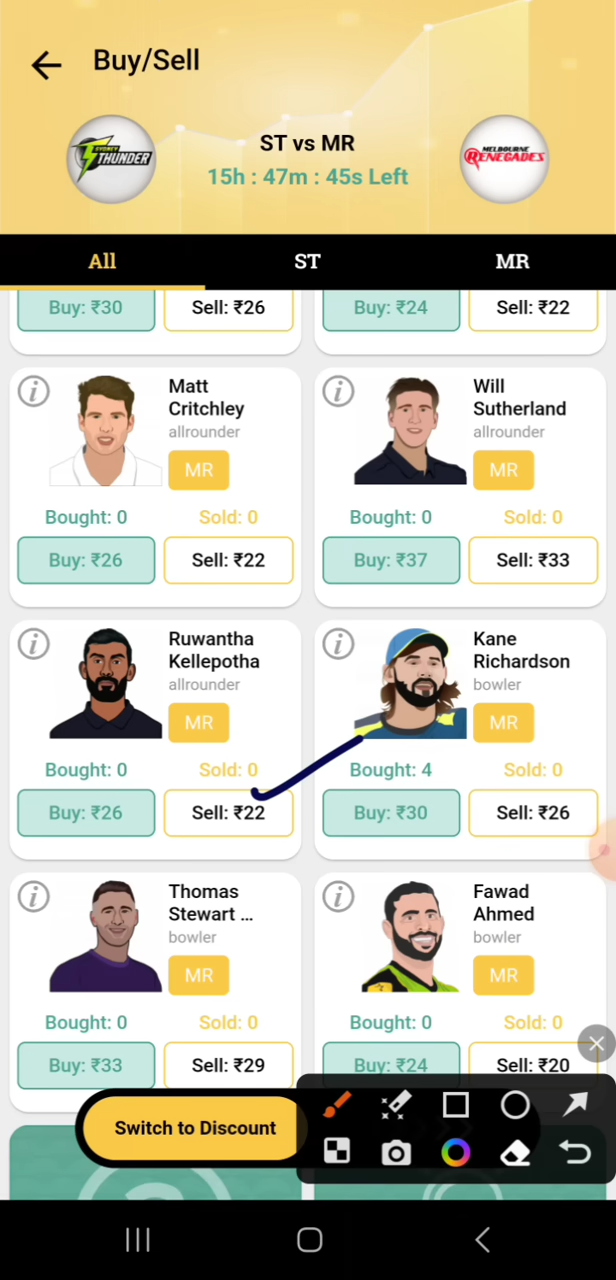 Buy/Sell
SYDNEY
THUNDER
ST vs MR
15h : 47m : 45s Left
MELBOURNE
RENEGADES
All
ST
MR
Buy: ₹30
Sell: ₹26
Buy: ₹24
Sell: ₹22
i
Matt
Critchley
allrounder
MR
Bought: 0
Sold: 0
Buy: ₹26
Sell: ₹22
i
Will
Sutherland
allrounder
MR
Bought: 0
Sold: 0
Buy: ₹37
Sell: ₹33
i
Ruwantha
Kellepotha
allrounder
MR
Bought: 0
Sold: 0
Buy: ₹26
Sell: ₹22
i
Kane
Richardson
bowler
MR
Bought: 4
Sold: 0
Buy: ₹30
Sell: ₹26
i
Thomas
Stewart ...
bowler
MR
Bought: 0
Sold: 0
Buy: ₹33
Sell: ₹29
i
Fawad
Ahmed
bowler
MR
Bought: 0
Sold: 0
Buy: ₹24
Sell: ₹20
Switch to Discount